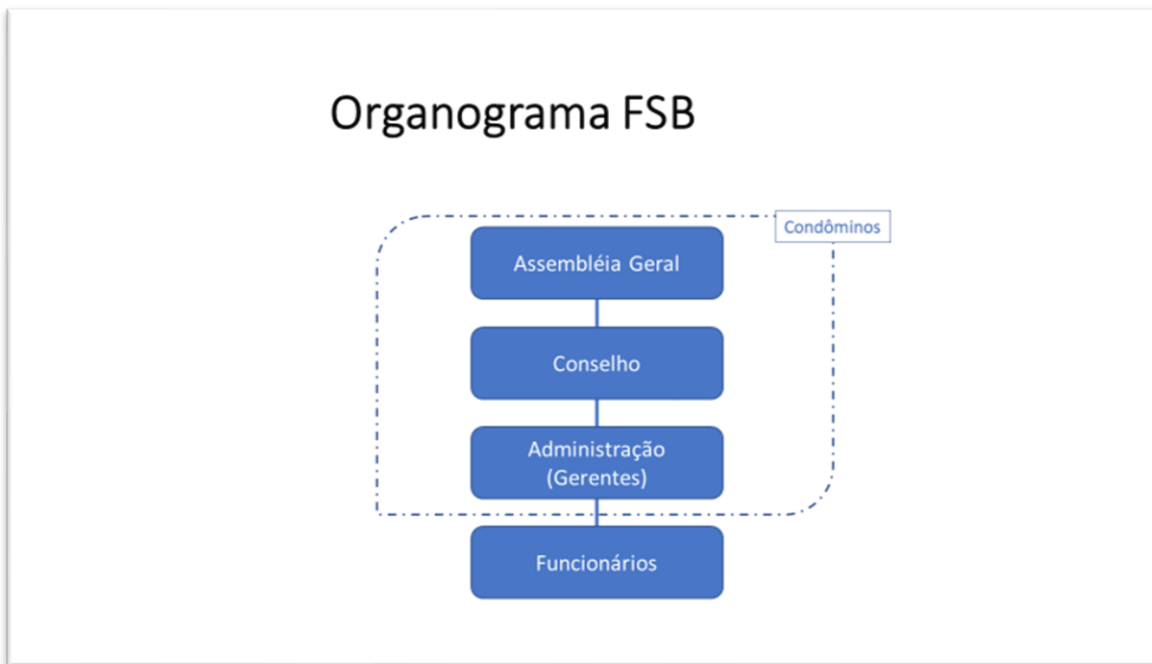 Organograma FSB
Condôminos
Assembléia Geral
Conselho
Administração
(Gerentes)
Funcionários